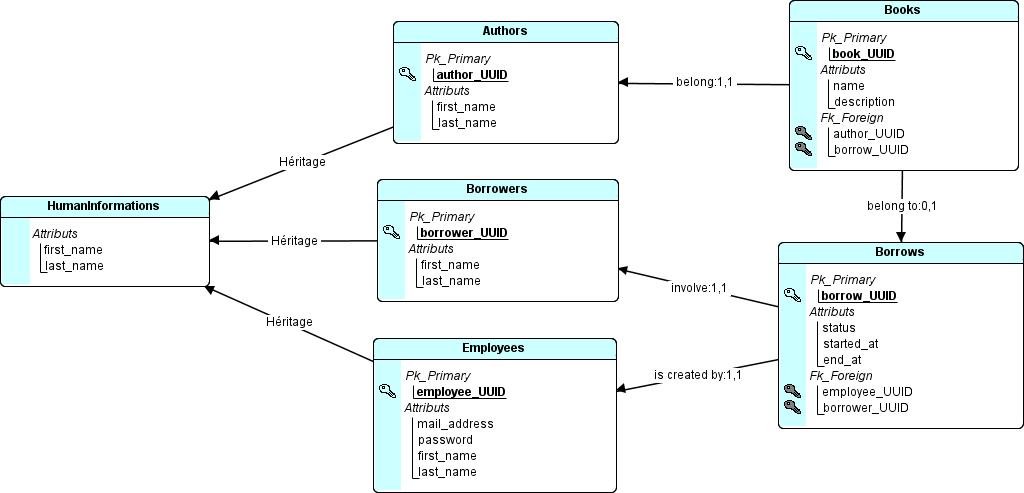 Authors
Pk_Primary
author_UUID
Attributs
first_name
last_name
Books
Pk_Primary
book_UUID
Attributs
name
description
Fk_Foreign
author_UUID
borrow_UUID
belong:1,1
Héritage
HumanInformations
Attributs
first_name
last_name
Héritage
Borrowers
Pk_Primary
borrower_UUID
Attributs
first_name
last_name
belong to:0,1
Borrows
Pk_Primary
borrow_UUID
Attributs
status
started_at
end_at
Fk_Foreign
employee_UUID
borrower_UUID
involve:1,1
Héritage
Employees
Pk_Primary
employee_UUID
Attributs
mail_address
password
first_name
last_name
is created by:1,1